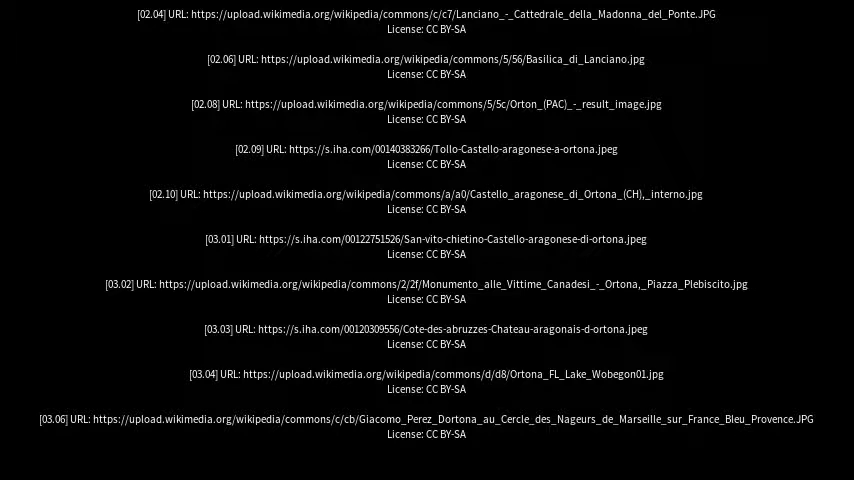 [02.04] URL: https://upload.wikimedia.org/wikipedia/commons/c/c7/Lanciano_-_Cattedrale_della_Madonna_del_Ponte.JPG
License: CC BY-SA
[02.06] URL: https://upload.wikimedia.org/wikipedia/commons/5/56/Basilica_di_Lanciano.jpg
License: CC BY-SA
[02.08] URL: https://upload.wikimedia.org/wikipedia/commons/5/5c/Orton_(PAC)_-_result_image.jpg
License: CC BY-SA
[02.09] URL: https://s.iha.com/00140383266/Tollo-Castello-aragonese-a-ortona.jpeg
License: CC BY-SA
[02.10] URL: https://upload.wikimedia.org/wikipedia/commons/a/a0/Castello_aragonese_di_Ortona_(CH),_interno.jpg
License: CC BY-SA
[03.01] URL: https://s.iha.com/00122751526/San-vito-chietino-Castello-aragonese-di-ortona.jpeg
License: CC BY-SA
[03.02] URL: https://upload.wikimedia.org/wikipedia/commons/2/2f/Monumento_alle_Vittime_Canadesi_-_Ortona,_Piazza_Plebiscito.jpg
License: CC BY-SA
[03.03] URL: https://s.iha.com/00120309556/Cote-des-abruzzes-Chateau-aragonais-d-ortona.jpeg
License: CC BY-SA
[03.04] URL: https://upload.wikimedia.org/wikipedia/commons/d/d8/Ortona_FL_Lake_Wobegon01.jpg
License: CC BY-SA
[03.06] URL: https://upload.wikimedia.org/wikipedia/commons/c/cb/Giacomo_Perez_Dortona_au_Cercle_des_Nageurs_de_Marseille_sur_France_Bleu_Provence.JPG
License: CC BY-SA